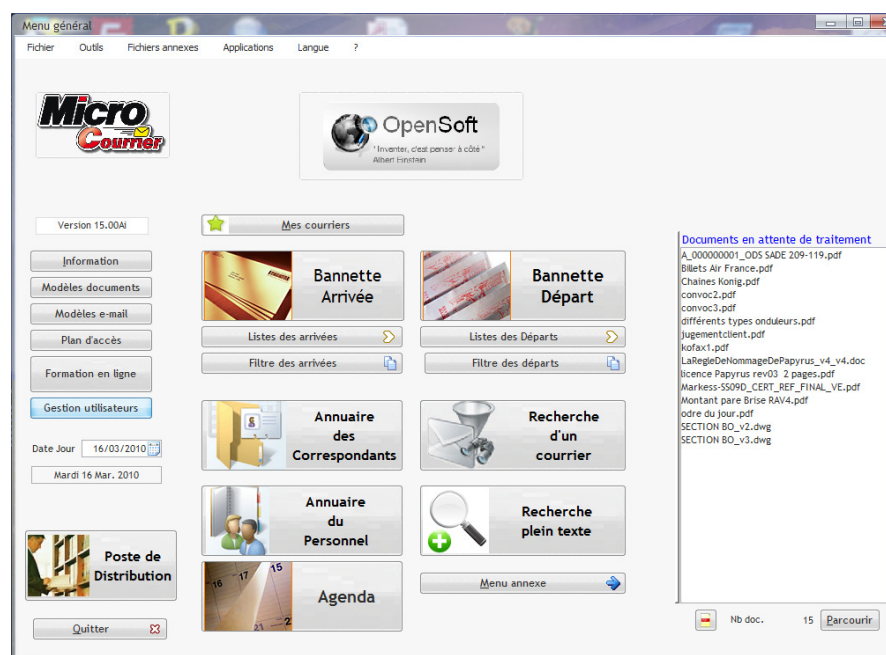 Menu général
Fichier Outils Fichiers annexes Applications Langue ?
Micro
Courrier
OpenSoft
"Inventer, c'est penser à côté"
Albert Einstein
Version 15.00AI
Mes courriers
Information
Modèles documents
Modèles e-mail
Plan d'accès
Formation en ligne
Gestion utilisateurs
Date Jour 16/03/2010
Mardi 16 Mar. 2010
Poste de
Distribution
Quitter
Bannette
Arrivée
Listes des arrivées
Filtre des arrivées
Bannette
Départ
Listes des Départs
Filtre des départs
Annuaire
des
Correspondants
Recherche
d'un
courrier
Annuaire
du
Personnel
Recherche
plein texte
16 17 15
21 22
Agenda
Menu annexe
Documents en attente de traitement
A_000000001_ODS SADE 209-119.pdf
Billets Air France.pdf
Chaines Konig.pdf
convoc2.pdf
convoc3.pdf
différents types onduleurs.pdf
jugementclient.pdf
kofax1.pdf
LaRegleDeNommageDePapyrus_v4_v4.doc
licence Papyrus rev03 2 pages.pdf
Markess-SS09D_CERT_REF_FINAL_VE.pdf
Montant pare Brise RAV4.pdf
odre du jour.pdf
SECTION BO_v2.dwg
SECTION BO_v3.dwg
Nb doc. 15 Parcourir